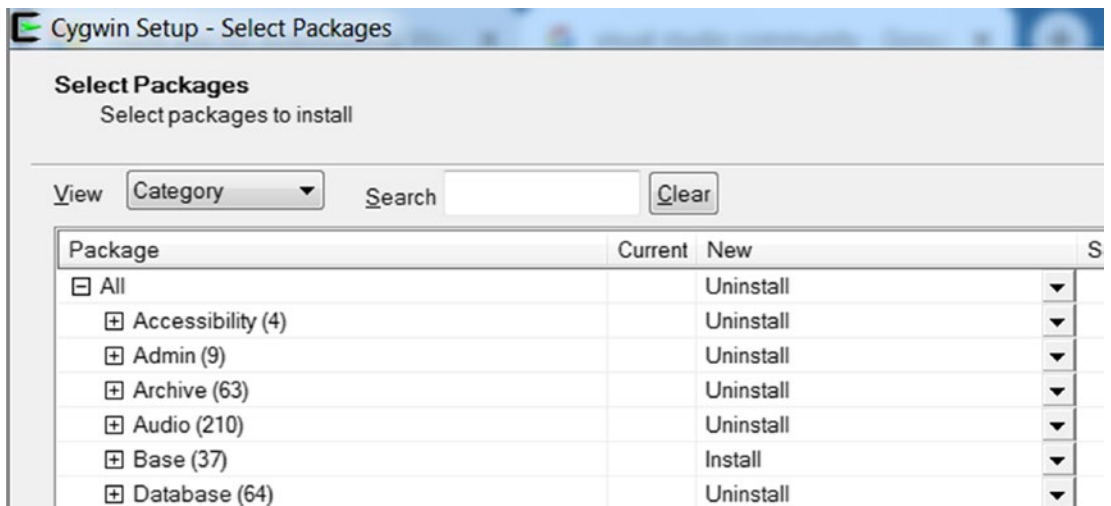 Cygwin Setup - Select Packages
Select Packages
Select packages to install
View Category Search Clear
Package Current New S
All Uninstall
Accessibility (4) Uninstall
Admin (9) Uninstall
Archive (63) Uninstall
Audio (210) Uninstall
Base (37) Install
Database (64) Uninstall